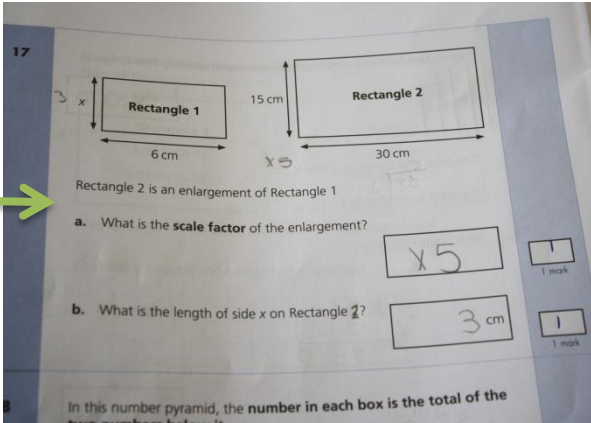 17
3 x
Rectangle 1
6 cm
15 cm
Rectangle 2
x5
30 cm
Rectangle 2 is an enlargement of Rectangle 1
a. What is the scale factor of the enlargement?
x5
1
1 mark
b. What is the length of side x on Rectangle 1?
3 cm
1
1 mark
8
In this number pyramid, the number in each box is the total of the